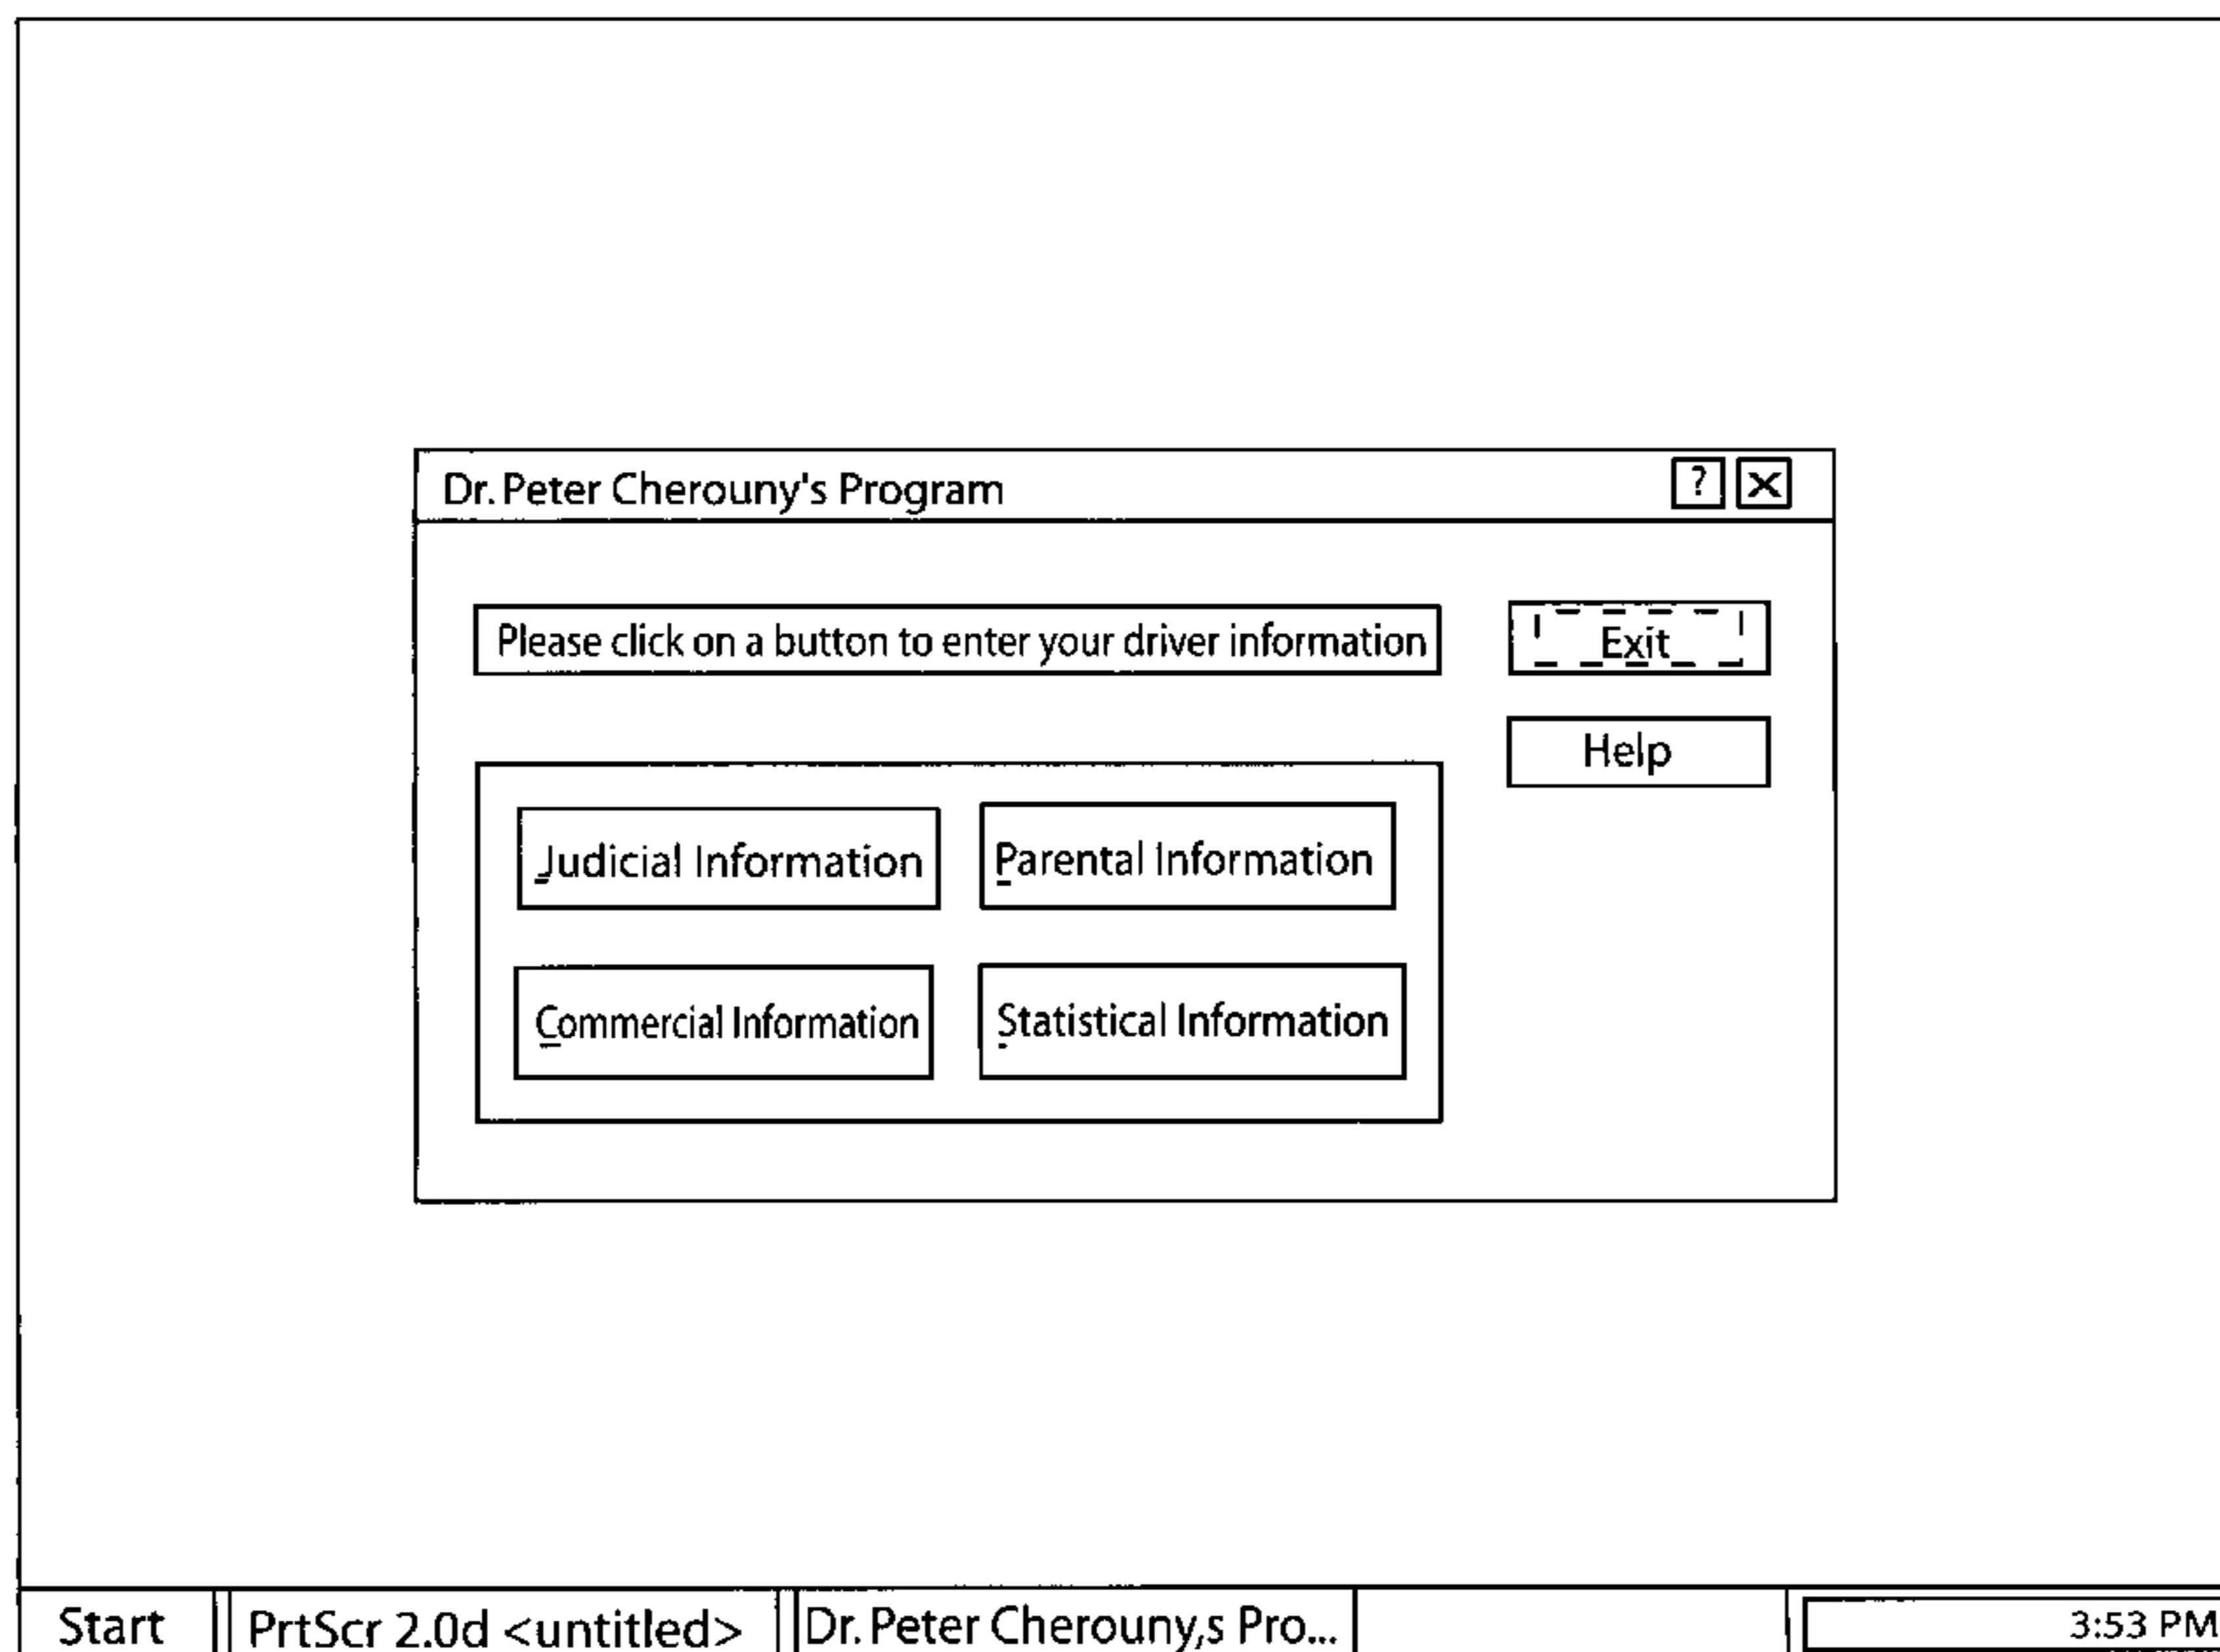 Dr. Peter Cherouny's Program ? X
Please click on a button to enter your driver information
Exit
Help
Judicial Information Parental Information
Commercial Information Statistical Information
Start PrtScr 2.0d <untitled> Dr. Peter Cherouny,s Pro... 3:53 PM